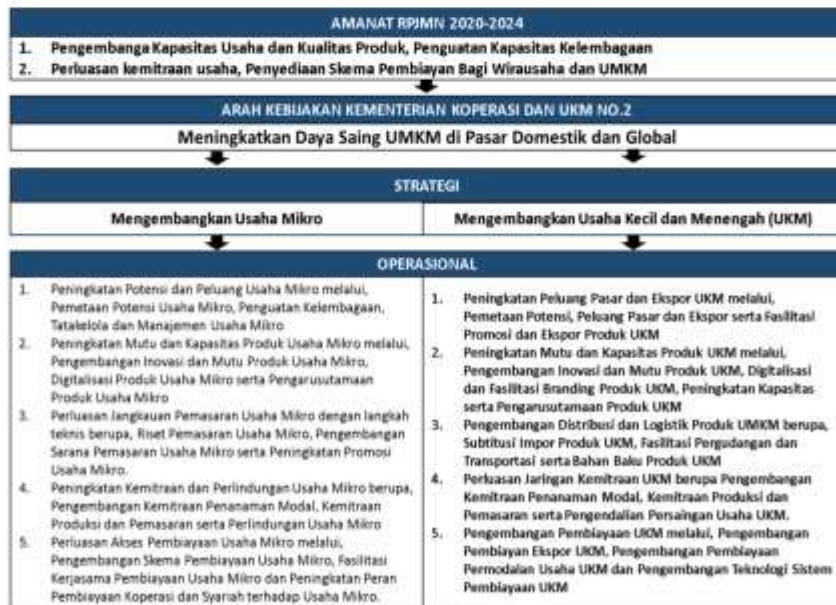 AMANAT RPJMN 2020-2024
1. Pengembanga Kapasitas Usaha dan Kualitas Produk, Penguatan Kapasitas Kelembagaan
2. Perluasan kemitraan usaha, Penyediaan Skema Pembiayan Bagi Wirausaha dan UMKM
ARAH KEBIJAKAN KEMENTERIAN KOPERASI DAN UKM NO.2
Meningkatkan Daya Saing UMKM di Pasar Domestik dan Global
STRATEGI
Mengembangkan Usaha Mikro
Mengembangkan Usaha Kecil dan Menengah (UKM)
OPERASIONAL
1. Peningkatan Potensi dan Peluang Usaha Mikro melalui,
Pemetaan Potensi Usaha Mikro, Penguatan Kelembagaan,
Tatakelola dan Manajemen Usaha Mikro
2. Peningkatan Mutu dan Kapasitas Produk Usaha Mikro melalui,
Pengembangan Inovasi dan Mutu Produk Usaha Mikro,
Digitalisasi Produk Usaha Mikro serta Pengarusutamaan
Produk Usaha Mikro
3. Perluasan Jangkauan Pemasaran Usaha Mikro dengan langkah
teknis berupa, Riset Pemasaran Usaha Mikro, Pengembangan
Sarana Pemasaran Usaha Mikro serta Peningkatan Promosi
Usaha Mikro.
4. Peningkatan Kemitraan dan Perlindungan Usaha Mikro berupa,
Pengembangan Kemitraan Penanaman Modal, Kemitraan
Produksi dan Pemasaran serta Perlindungan Usaha Mikro
5. Perluasan Akses Pembiayaan Usaha Mikro melalui,
Pengembangan Skema Pembiayaan Usaha Mikro, Fasilitasi
Kerjasama Pembiayaan Usaha Mikro dan Peningkatan Peran
Pembiayaan Koperasi dan Syariah terhadap Usaha Mikro.
1. Peningkatan Peluang Pasar dan Ekspor UKM melalui,
Pemetaan Potensi, Peluang Pasar dan Ekspor serta Fasilitasi
Promosi dan Ekspor Produk UKM
2. Peningkatan Mutu dan Kapasitas Produk UKM melalui,
Pengembangan Inovasi dan Mutu Produk UKM, Digitalisasi
dan Fasilitasi Branding Produk UKM, Peningkatan Kapasitas
serta Pengarusutamaan Produk UKM
3. Pengembangan Distribusi dan Logistik Produk UMKM berupa,
Subtitusi Impor Produk UKM, Fasilitasi Pergudangan dan
Transportasi serta Bahan Baku Produk UKM
4. Perluasan Jaringan Kemitraan UKM berupa Pengembangan
Kemitraan Penanaman Modal, Kemitraan Produksi dan
Pemasaran serta Pengendalian Persaingan Usaha UKM.
5. Pengembangan Pembiayaan UKM melalui, Pengembangan
Pembiayan Ekspor UKM, Pengembangan Pembiayaan
Permodalan Usaha UKM dan Pengembangan Teknologi Sistem
Pembiayaan UKM